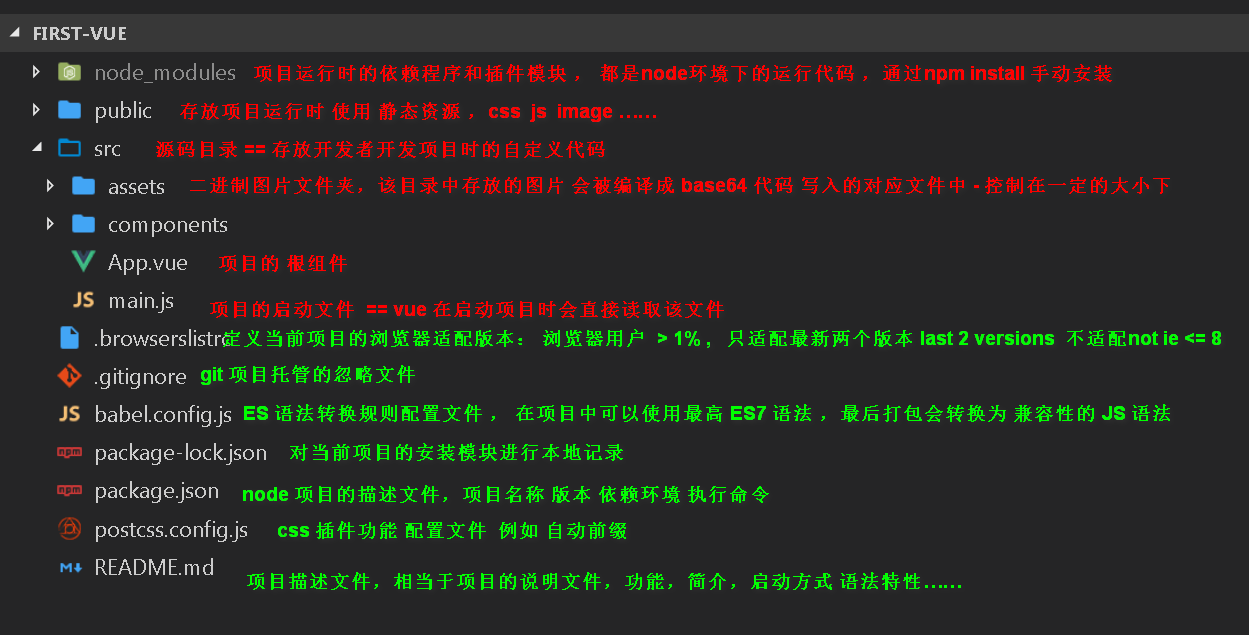 FIRST-VUE
node_modules 项目运行时的依赖程序和插件模块 , 都是node环境下的运行代码 , 通过npm install 手动安装
public 存放项目运行时 使用 静态资源 , css js image ……
src 源码目录 == 存放开发者开发项目时的自定义代码
assets 二进制图片文件夹, 该目录中存放的图片 会被编译成 base64 代码 写入的对应文件中 - 控制在一定的大小下
components
App.vue 项目的 根组件
main.js 项目的启动文件 == vue 在启动项目时会直接读取该文件
.browserslistrc 定义当前项目的浏览器适配版本: 浏览器用户 > 1% , 只适配最新两个版本 last 2 versions 不适配not ie <= 8
.gitignore git 项目托管的忽略文件
babel.config.js ES 语法转换规则配置文件 , 在项目中可以使用最高 ES7 语法 , 最后打包会转换为 兼容性的 JS 语法
package-lock.json 对当前项目的安装模块进行本地记录
package.json node 项目的描述文件, 项目名称 版本 依赖环境 执行命令
postcss.config.js css 插件功能 配置文件 例如 自动前缀
README.md 项目描述文件, 相当于项目的说明文件, 功能, 简介, 启动方式 语法特性……